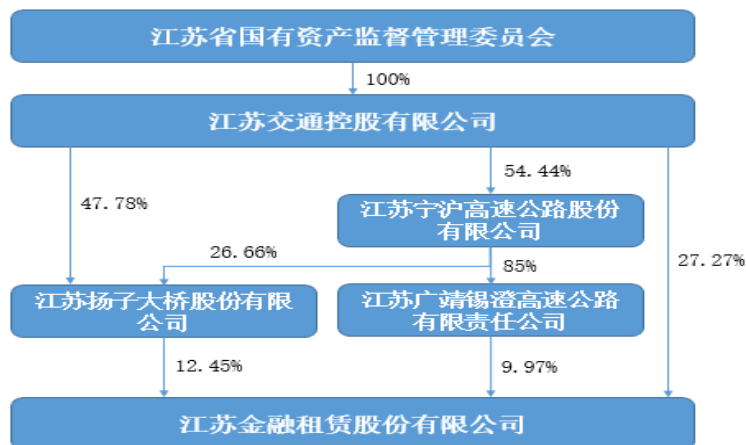 江苏省国有资产监督管理委员会
100%
江苏交通控股有限公司
54.44%
47.78%
江苏宁沪高速公路股份
有限公司
26.66%
85%
27.27%
江苏扬子大桥股份有限
公司
江苏广靖锡澄高速公路
有限责任公司
12.45%
9.97%
江苏金融租赁股份有限公司